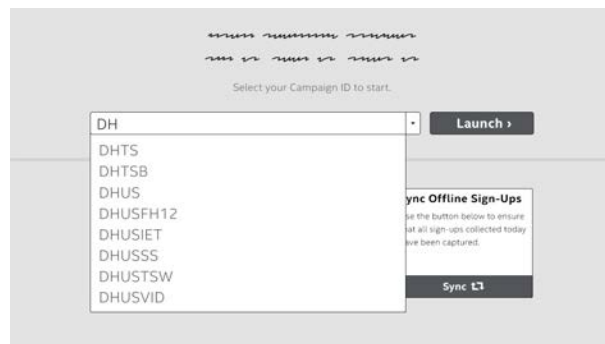 Select your Campaign ID to start.
DH
Launch ›
DHTS
DHTSB
DHUS
DHUSFH12
DHUSIET
DHUSSS
DHUSTSW
DHUSVID
ync Offline Sign-Ups
se the button below to ensure
at all sign-ups collected today
ave been captured.
Sync